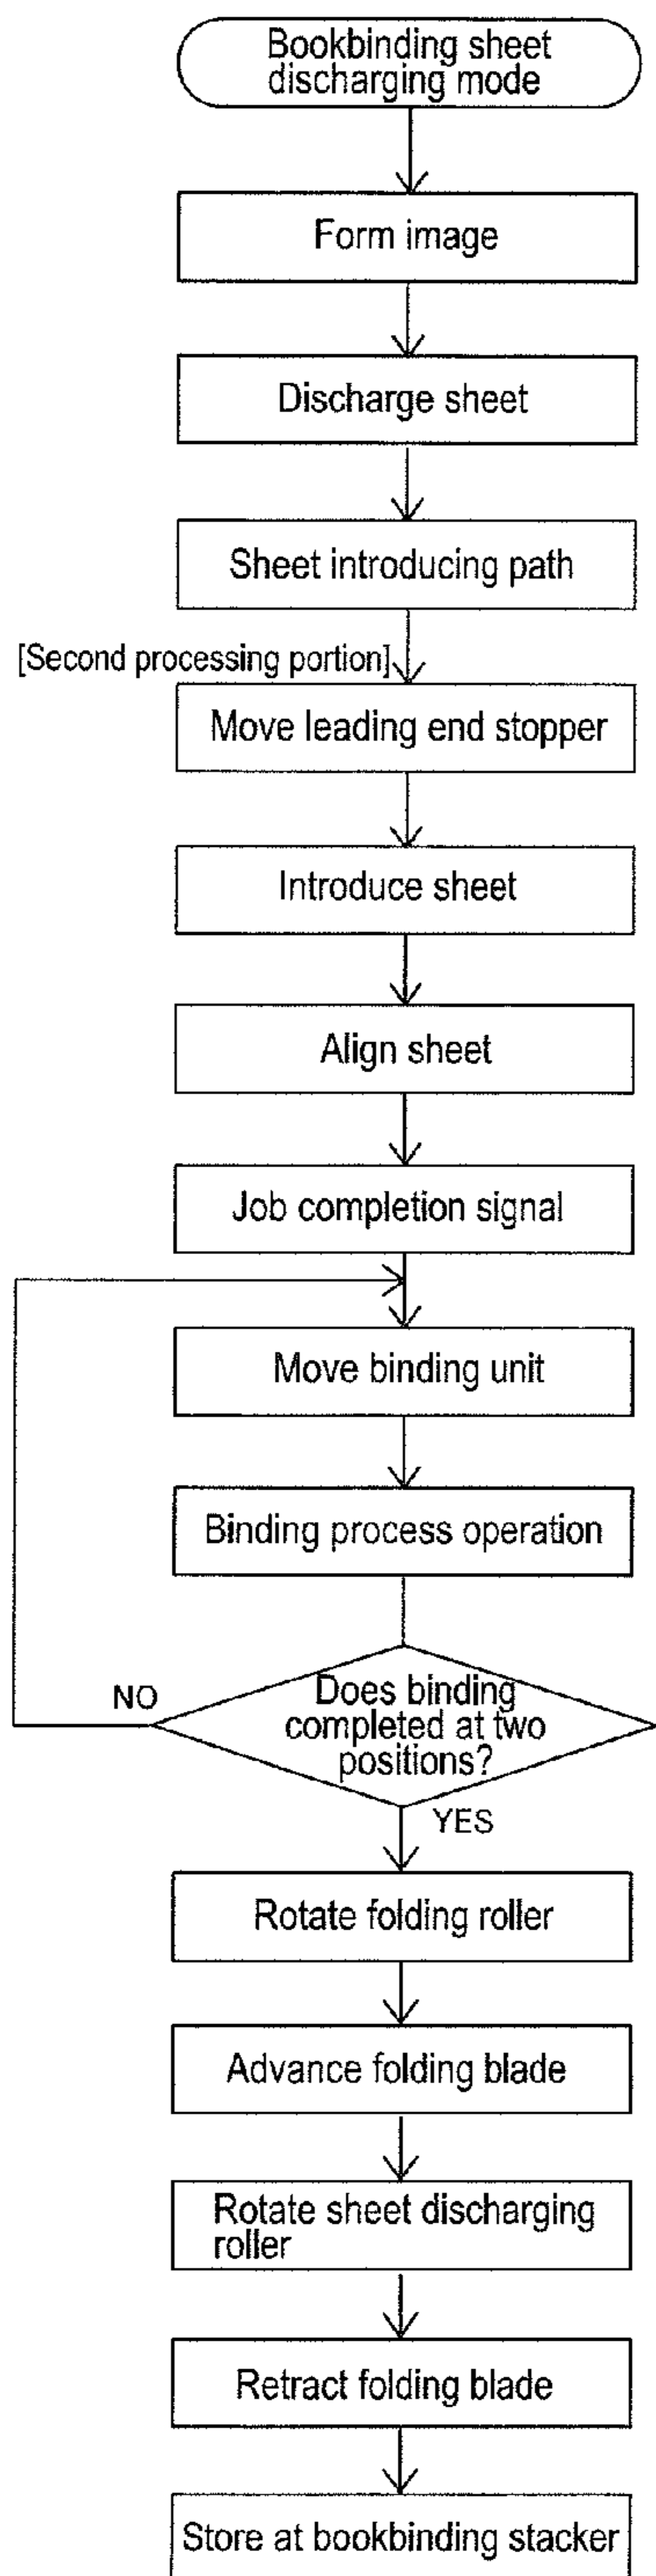 Bookbinding sheet
discharging mode
Form image
Discharge sheet
Sheet introducing path
[Second processing portion]
Move leading end stopper
Introduce sheet
Align sheet
Job completion signal
Move binding unit
Binding process operation
NO
Does binding
completed at two
positions?
YES
Rotate folding roller
Advance folding blade
Rotate sheet discharging
roller
Retract folding blade
Store at bookbinding stacker